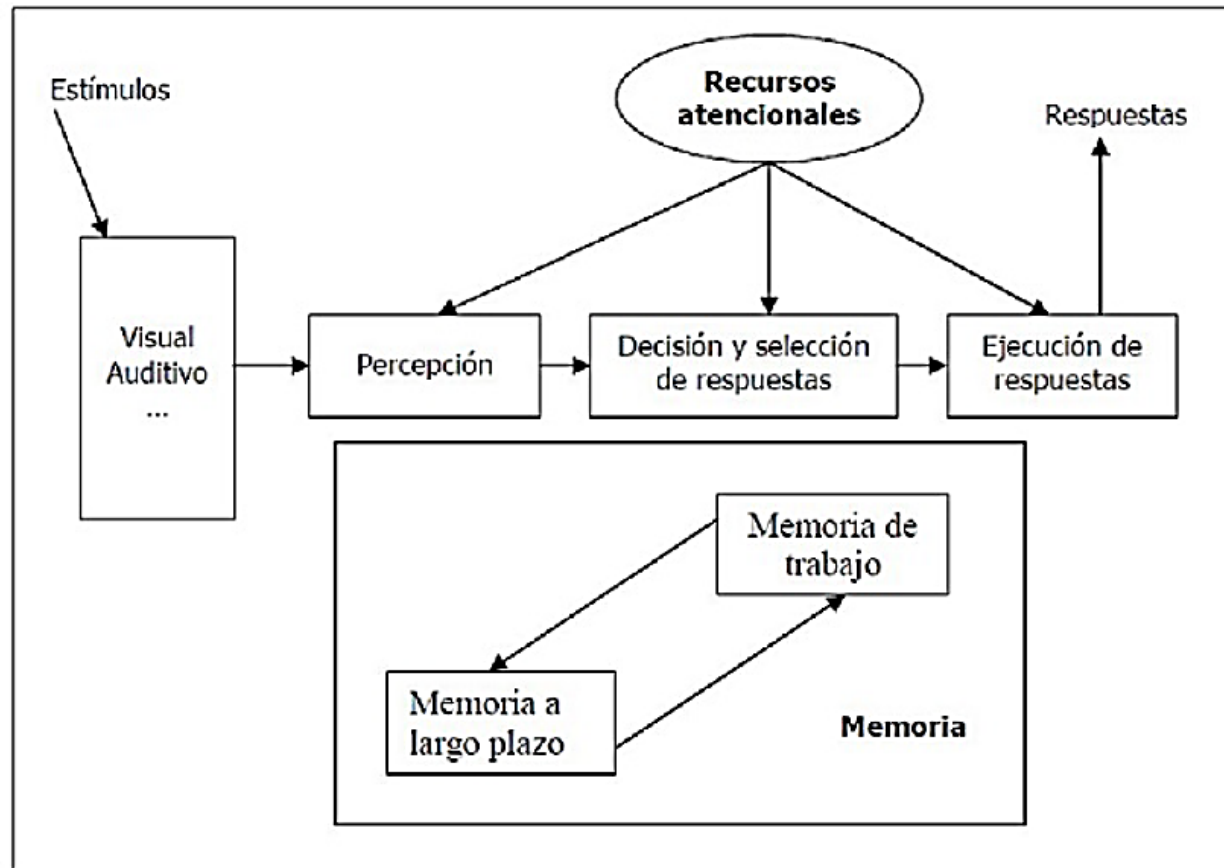 Estímulos
Recursos
atencionales
Respuestas
Visual
Auditivo
...
Percepción
Decisión y selección
de respuestas
Ejecución de
respuestas
Memoria de
trabajo
Memoria a
largo plazo
Memoria